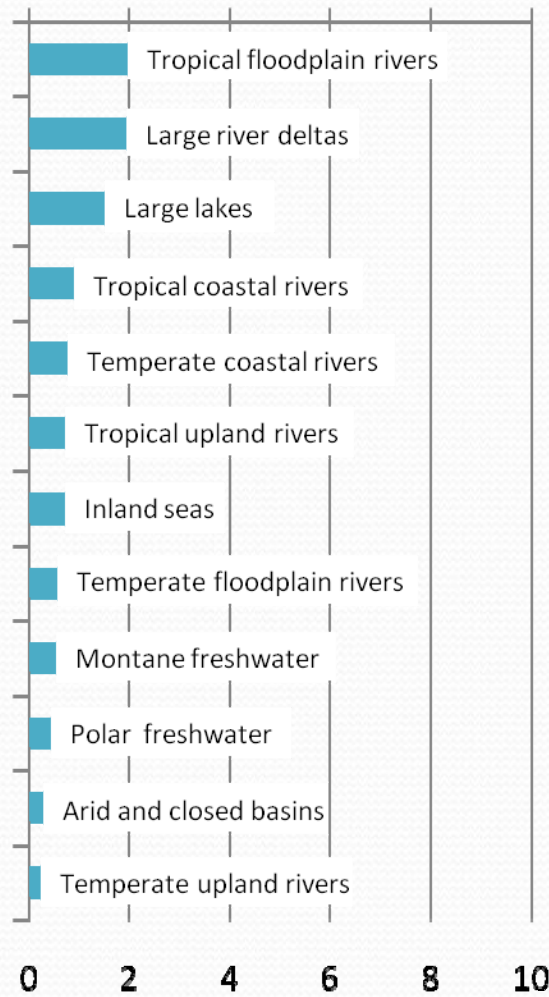 Tropical floodplain rivers
Large river deltas
Large lakes
Tropical coastal rivers
Temperate coastal rivers
Tropical upland rivers
Inland seas
Temperate floodplain rivers
Montane freshwater
Polar freshwater
Arid and closed basins
Temperate upland rivers
0 2 4 6 8 10